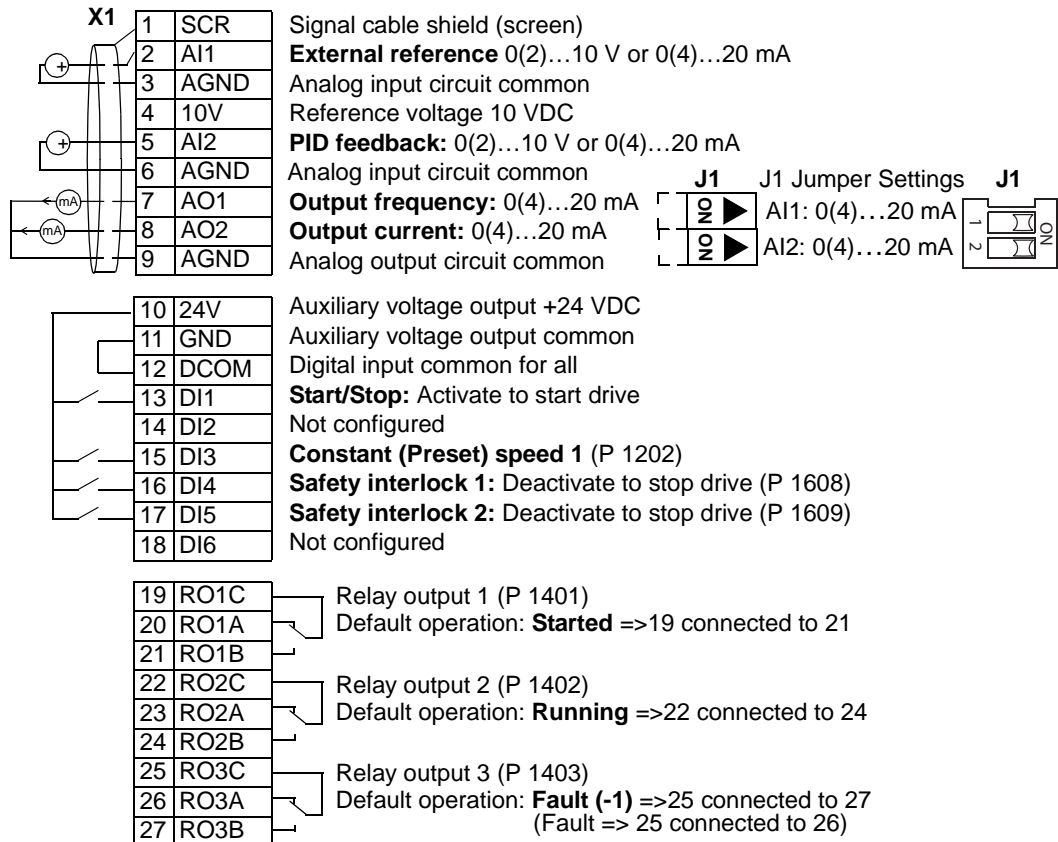 X1
1 SCR Signal cable shield (screen)
2 AI1 External reference 0(2)…10 V or 0(4)…20 mA
3 AGND Analog input circuit common
4 10V Reference voltage 10 VDC
5 AI2 PID feedback: 0(2)…10 V or 0(4)…20 mA
6 AGND Analog input circuit common
7 AO1 Output frequency: 0(4)…20 mA
8 AO2 Output current: 0(4)…20 mA
9 AGND Analog output circuit common
+
+
mA
mA
J1 J1 Jumper Settings J1
ON AI1: 0(4)…20 mA
ON AI2: 0(4)…20 mA
1
2
ON
10 24V Auxiliary voltage output +24 VDC
11 GND Auxiliary voltage output common
12 DCOM Digital input common for all
13 DI1 Start/Stop: Activate to start drive
14 DI2 Not configured
15 DI3 Constant (Preset) speed 1 (P 1202)
16 DI4 Safety interlock 1: Deactivate to stop drive (P 1608)
17 DI5 Safety interlock 2: Deactivate to stop drive (P 1609)
18 DI6 Not configured
19 RO1C Relay output 1 (P 1401)
20 RO1A Default operation: Started =>19 connected to 21
21 RO1B
22 RO2C Relay output 2 (P 1402)
23 RO2A Default operation: Running =>22 connected to 24
24 RO2B
25 RO3C Relay output 3 (P 1403)
26 RO3A Default operation: Fault (-1) =>25 connected to 27
27 RO3B (Fault => 25 connected to 26)